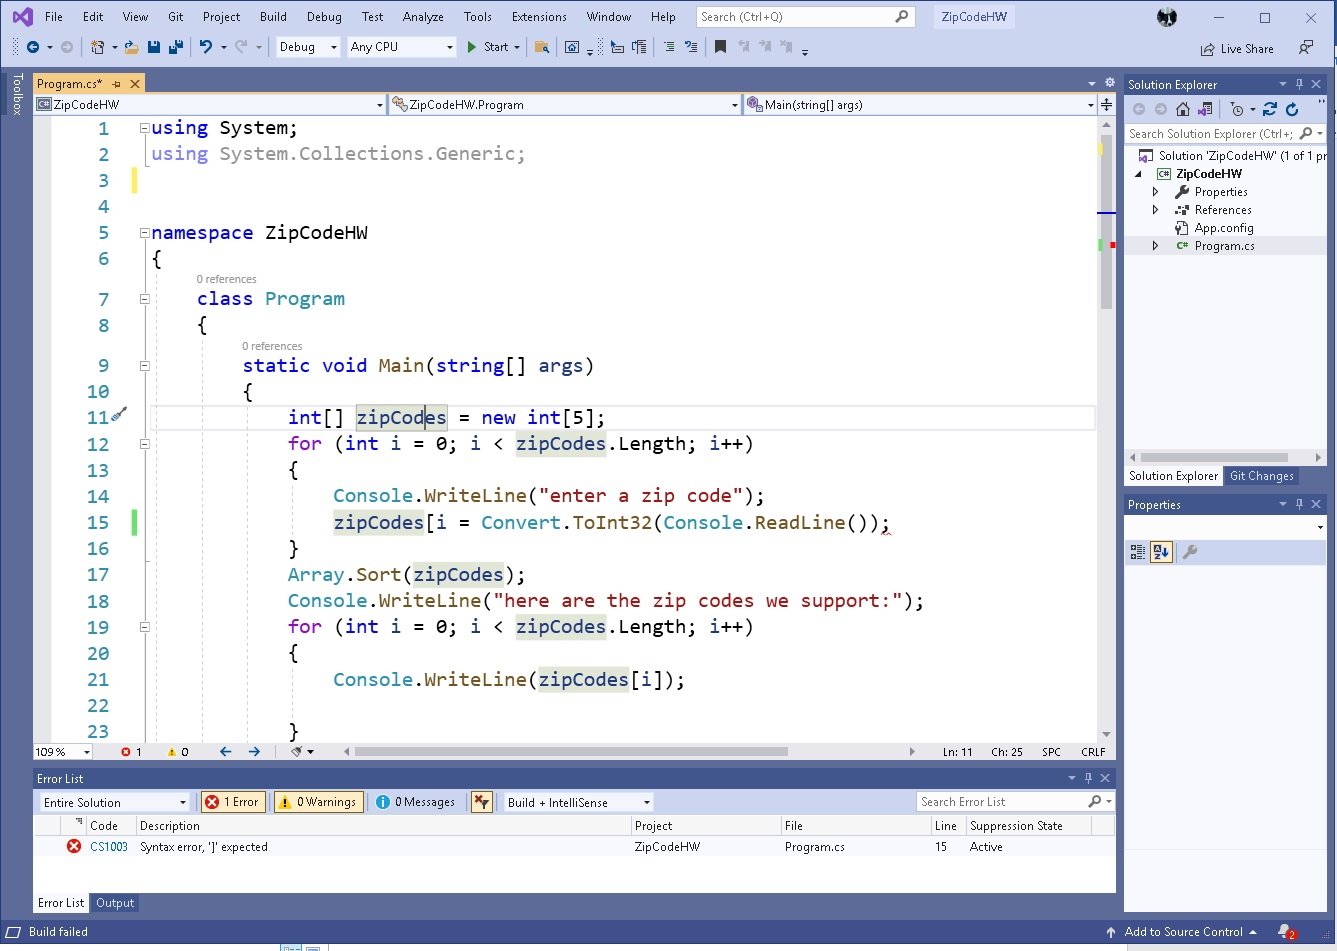 File Edit View Git Project Build Debug Test Analyze Tools Extensions Window Help Search (Ctrl+Q) ZipCodeHW
Debug Any CPU Start Live Share
Toolbox
Program.cs*
ZipCodeHW ZipCodeHW.Program Main(string[] args)
1 using System;
2 using System.Collections.Generic;
3
4
5 namespace ZipCodeHW
6 {
0 references
7 class Program
8 {
0 references
9 static void Main(string[] args)
10 {
11 int[] zipCodes = new int[5];
12 for (int i = 0; i < zipCodes.Length; i++)
13 {
14 Console.WriteLine("enter a zip code");
15 zipCodes[i = Convert.ToInt32(Console.ReadLine());
16 }
17 Array.Sort(zipCodes);
18 Console.WriteLine("here are the zip codes we support:");
19 for (int i = 0; i < zipCodes.Length; i++)
20 {
21 Console.WriteLine(zipCodes[i]);
22
23 }
109 % 1 0 Ln: 11 Ch: 25 SPC CRLF
Solution Explorer
Search Solution Explorer (Ctrl+;
Solution 'ZipCodeHW' (1 of 1 pr
ZipCodeHW
Properties
References
App.config
C# Program.cs
Solution Explorer Git Changes
Properties
Error List
Entire Solution 1 Error 0 Warnings 0 Messages Build + IntelliSense Search Error List
Code Description Project File Line Suppression State
CS1003 Syntax error, ']' expected ZipCodeHW Program.cs 15 Active
Error List Output
Build failed Add to Source Control 2